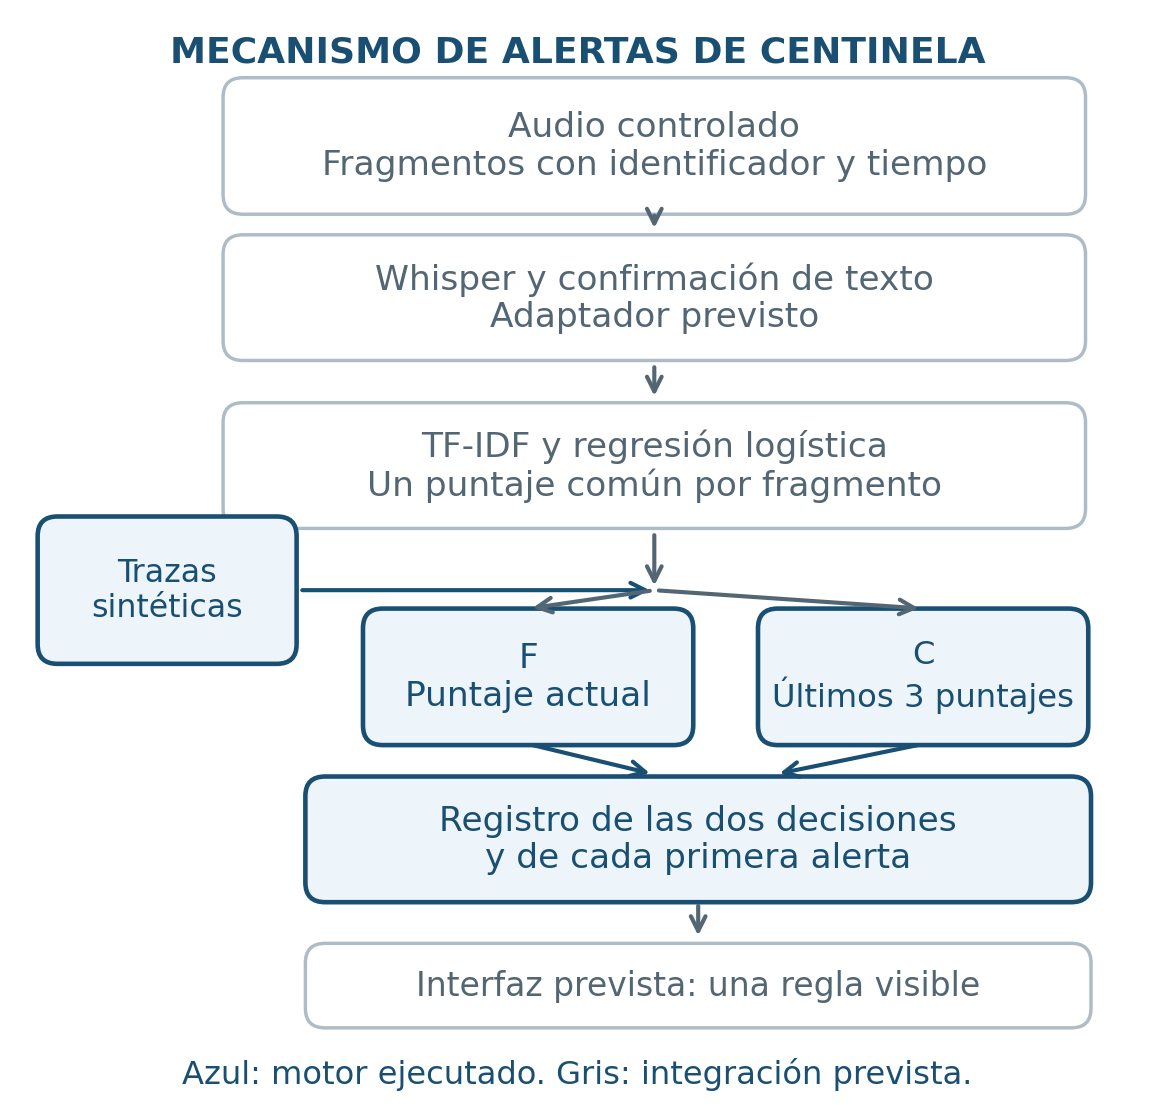 MECANISMO DE ALERTAS DE CENTINELA
Audio controlado
Fragmentos con identificador y tiempo
Whisper y confirmación de texto
Adaptador previsto
TF-IDF y regresión logística
Un puntaje común por fragmento
Trazas
sintéticas
F
Puntaje actual
C
Últimos 3 puntajes
Registro de las dos decisiones
y de cada primera alerta
Interfaz prevista: una regla visible
Azul: motor ejecutado. Gris: integración prevista.